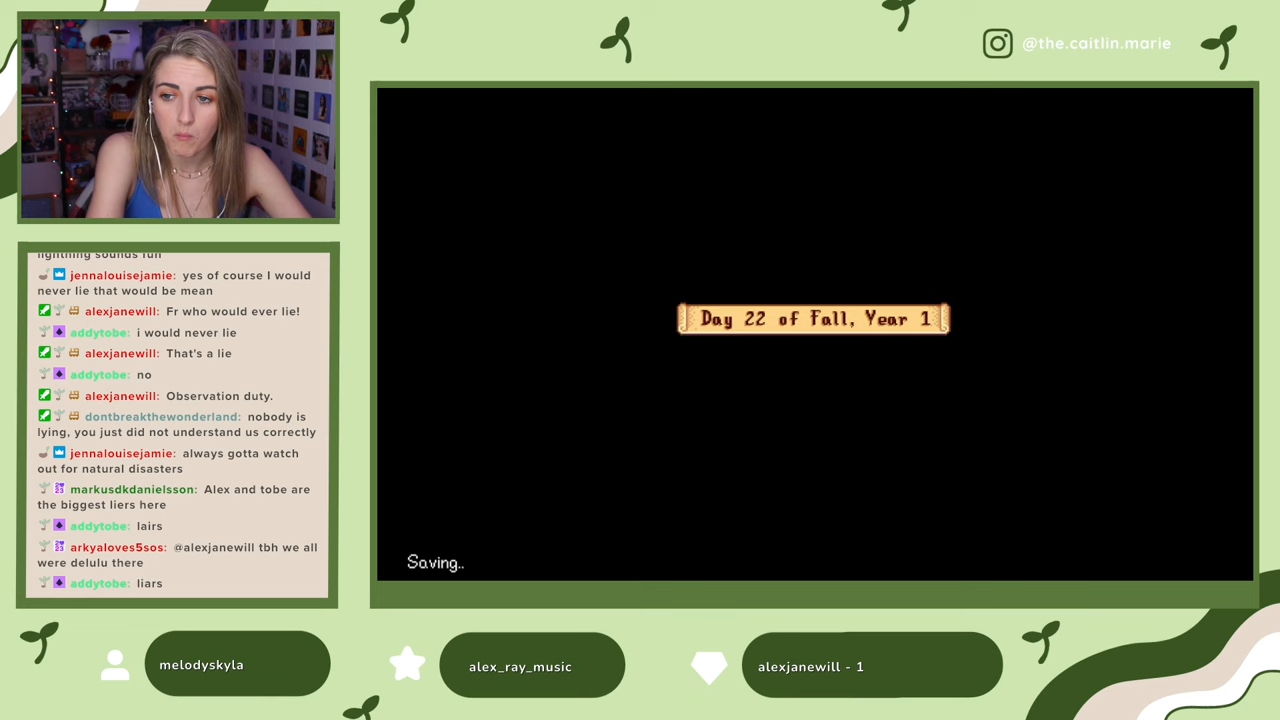 @the.caitlin.marie
lightning sounds fun
jennalouisejamie: yes of course I would
never lie that would be mean
alexjanewill: Fr who would ever lie!
addytobe: i would never lie
alexjanewill: That's a lie
addytobe: no
alexjanewill: Observation duty.
dontbreakthewonderland: nobody is
lying, you just did not understand us correctly
jennalouisejamie: always gotta watch
out for natural disasters
markusdkdanielsson: Alex and tobe are
the biggest liers here
addytobe: lairs
arkyaloves5sos: @alexjanewill tbh we all
were delulu there
addytobe: liars
Day 22 of Fall, Year 1
Saving..
melodyskyla
alex_ray_music
alexjanewill - 1